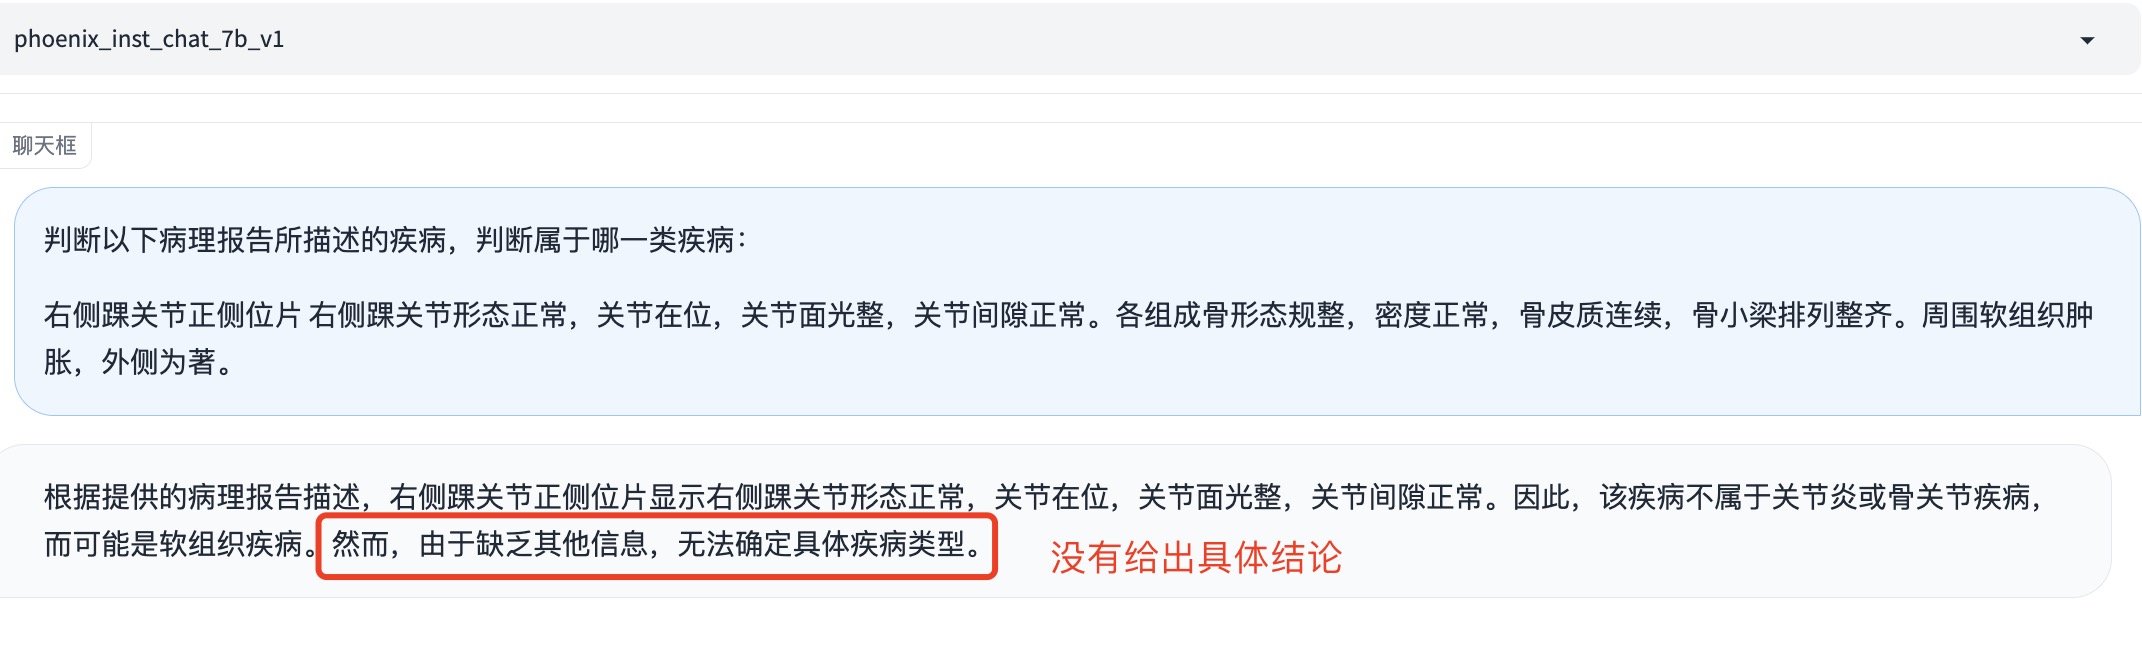 phoenix_inst_chat_7b_v1
聊天框
判断以下病理报告所描述的疾病，判断属于哪一类疾病：
右侧踝关节正侧位片 右侧踝关节形态正常，关节在位，关节面光整，关节间隙正常。各组成骨形态规整，密度正常，骨皮质连续，骨小梁排列整齐。周围软组织肿
胀，外侧为著。
根据提供的病理报告描述，右侧踝关节正侧位片显示右侧踝关节形态正常，关节在位，关节面光整，关节间隙正常。因此，该疾病不属于关节炎或骨关节疾病，
而可能是软组织疾病。然而，由于缺乏其他信息，无法确定具体疾病类型。
没有给出具体结论